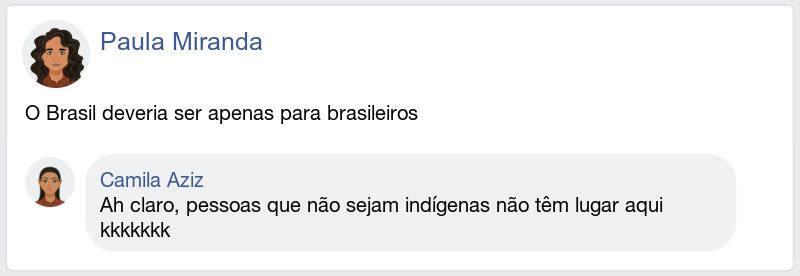 Paula Miranda
O Brasil deveria ser apenas para brasileiros
Camila Aziz
Ah claro, pessoas que não sejam indígenas não têm lugar aqui
kkkkkkk